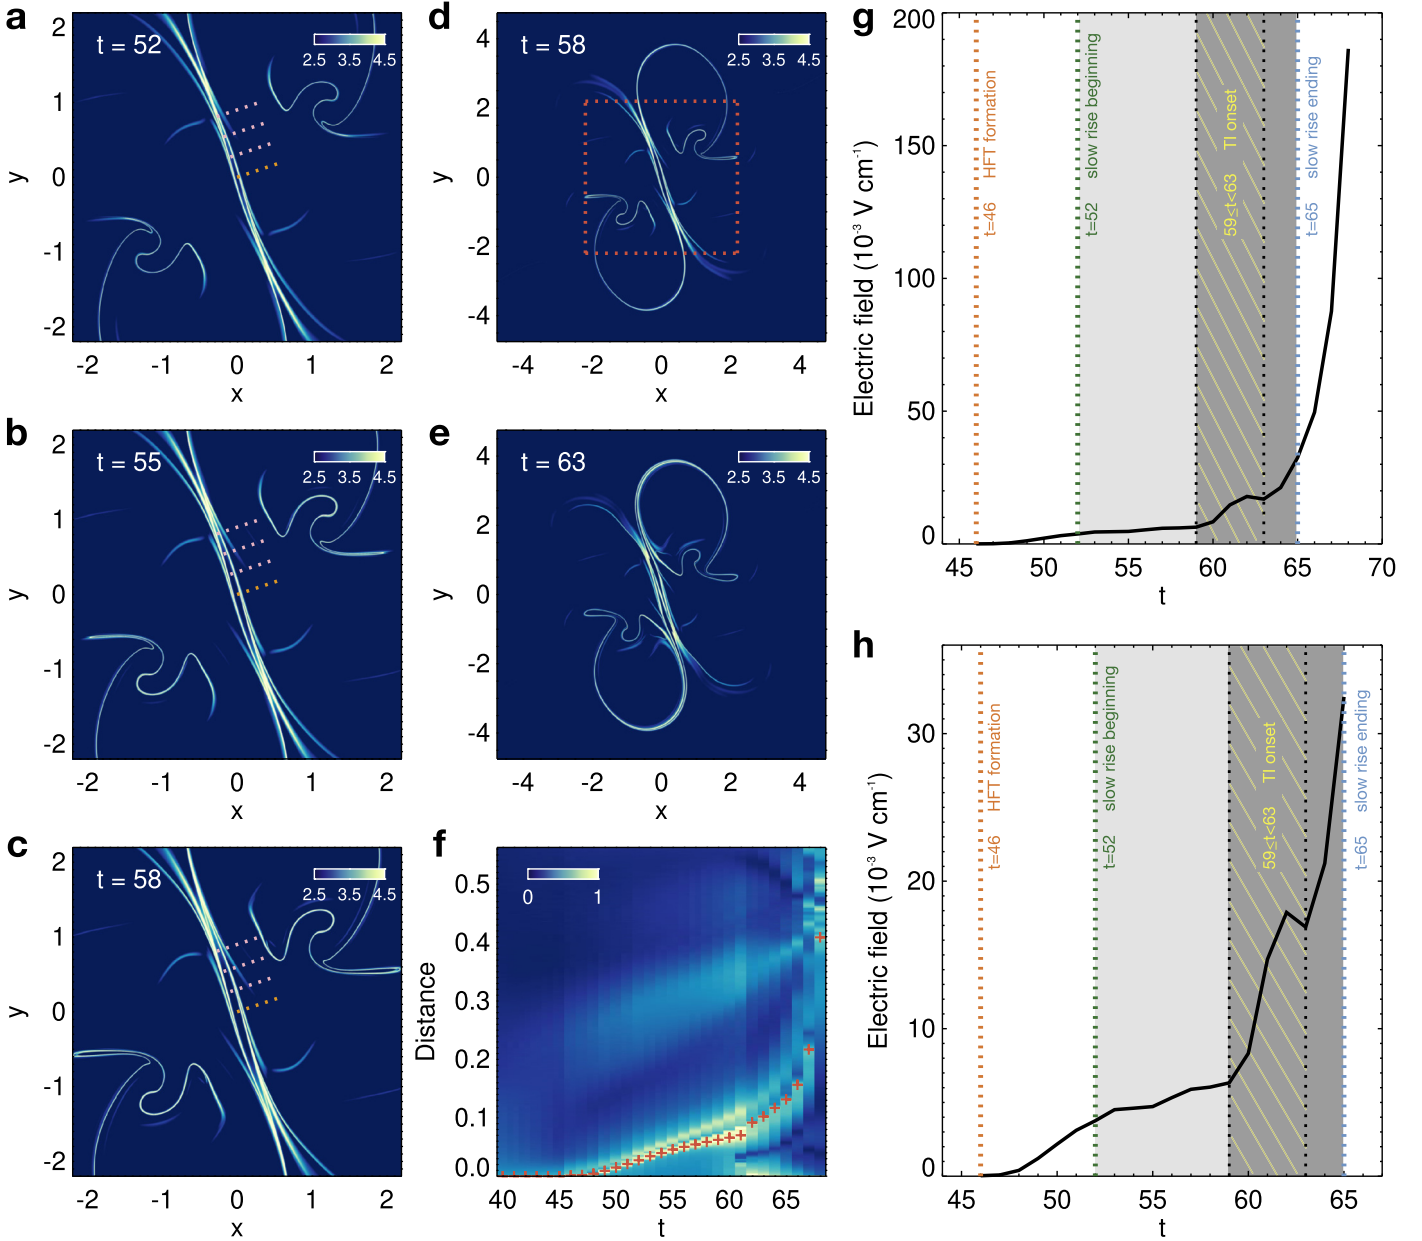 a
t = 52
2.5 3.5 4.5
2
1
0
-1
-2
y
-2 -1 0 1 2
x
b
t = 55
2.5 3.5 4.5
2
1
0
-1
-2
y
-2 -1 0 1 2
x
c
t = 58
2.5 3.5 4.5
2
1
0
-1
-2
y
-2 -1 0 1 2
x
d
t = 58
2.5 3.5 4.5
4
2
0
-2
-4
y
-4 -2 0 2 4
x
e
t = 63
2.5 3.5 4.5
4
2
0
-2
-4
y
-4 -2 0 2 4
x
f
0 1
0.5
0.4
0.3
0.2
0.1
0.0
Distance
40 45 50 55 60 65
t
g
200
150
100
50
0
Electric field (10⁻³ V cm⁻¹)
t=46 HFT formation
t=52 slow rise beginning
59≤t<63 TI onset
t=65 slow rise ending
45 50 55 60 65 70
t
h
30
20
10
0
Electric field (10⁻³ V cm⁻¹)
t=46 HFT formation
t=52 slow rise beginning
59≤t<63 TI onset
t=65 slow rise ending
45 50 55 60 65
t